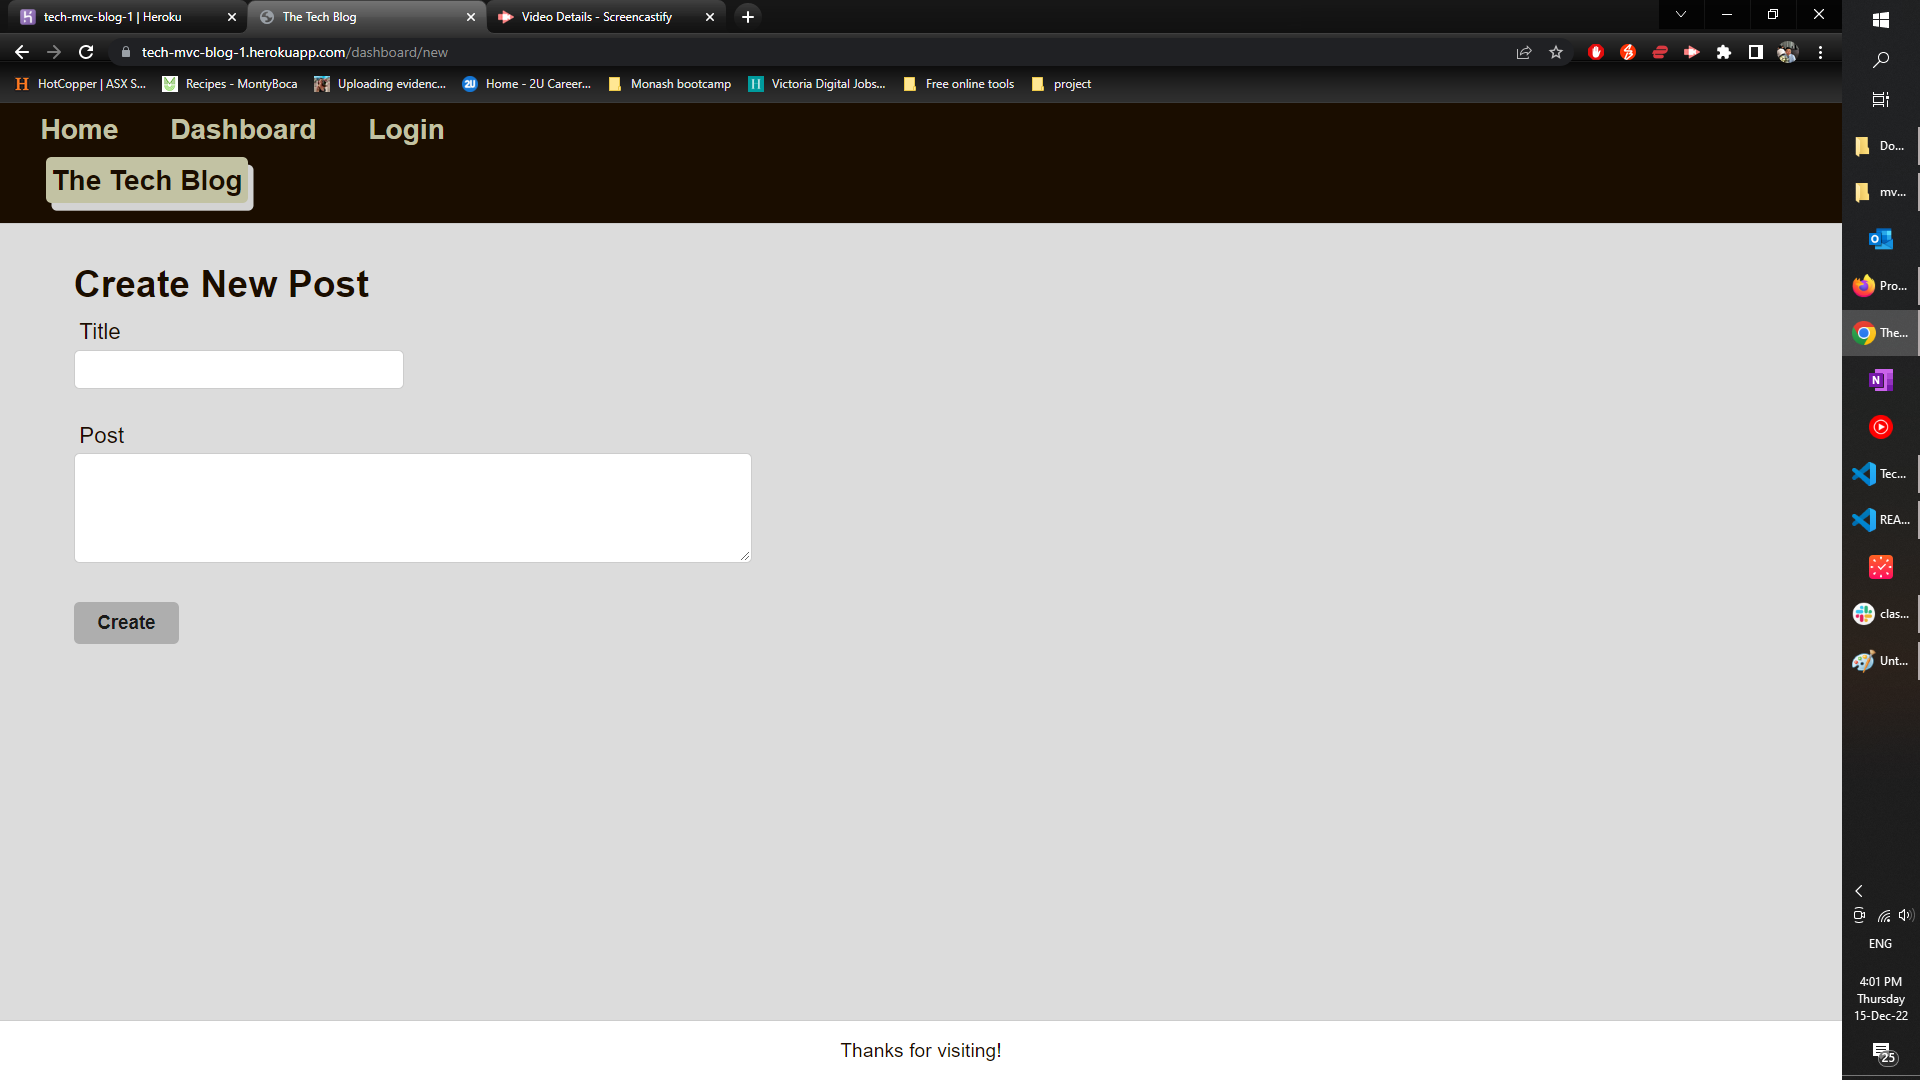 tech-mvc-blog-1 | Heroku
The Tech Blog
Video Details - Screencastify
tech-mvc-blog-1.herokuapp.com/dashboard/new
HotCopper | ASX S...
Recipes - MontyBoca
Uploading evidenc...
Home - 2U Career...
Monash bootcamp
Victoria Digital Jobs...
Free online tools
project
Home
Dashboard
Login
The Tech Blog
Create New Post
Title
Post
Create
Thanks for visiting!
Do...
mv...
Pro...
The...
Tec...
REA...
clas...
Unt...
ENG
4:01 PM
Thursday
15-Dec-22
25